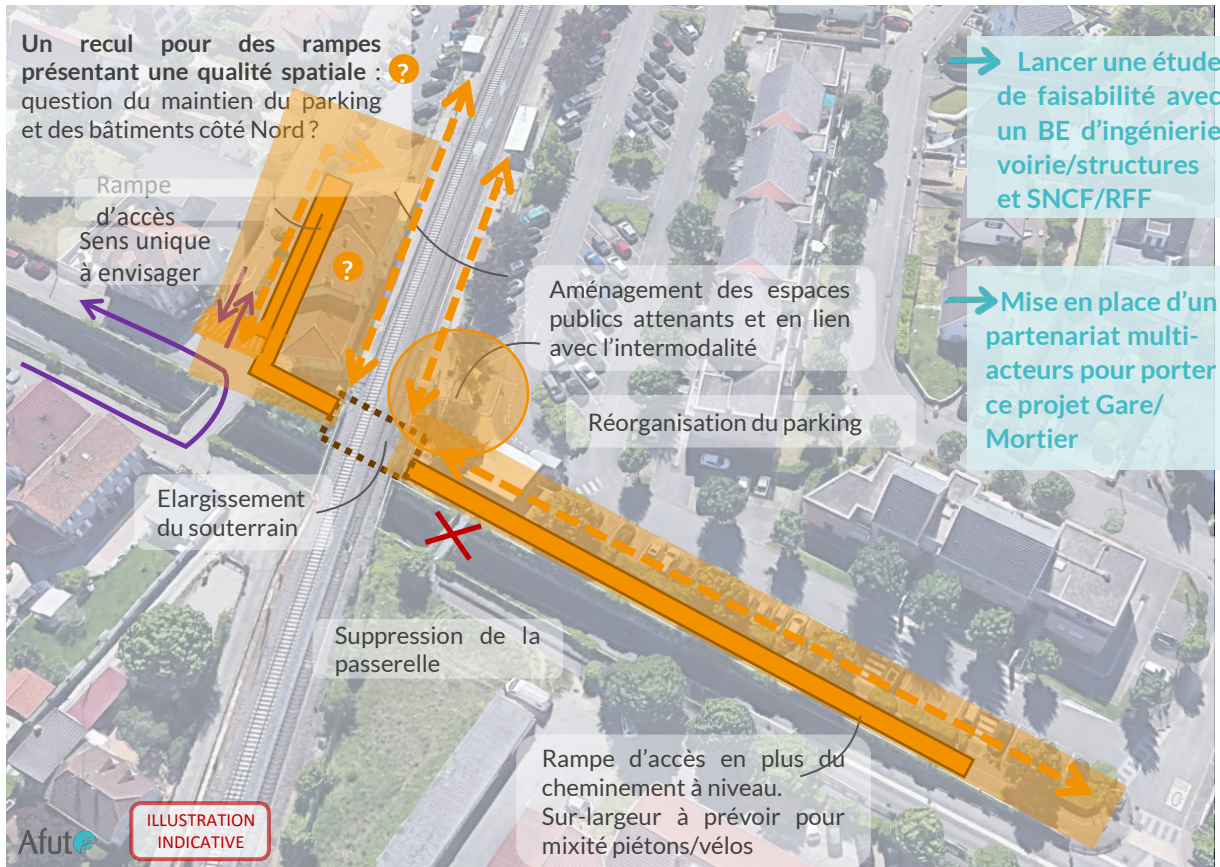 Un recul pour des rampes
présentant une qualité spatiale : ?
question du maintien du parking
et des bâtiments côté Nord ?
Rampe
d’accès
Sens unique
à envisager
?
Lancer une étude
de faisabilité avec
un BE d’ingénierie
voirie/structures
et SNCF/RFF
Mise en place d’un
partenariat multi-
acteurs pour porter
ce projet Gare/
Mortier
Aménagement des espaces
publics attenants et en lien
avec l’intermodalité
Réorganisation du parking
Elargissement
du souterrain
Suppression de la
passerelle
Rampe d’accès en plus du
cheminement à niveau.
Sur-largeur à prévoir pour
mixité piétons/vélos
Afut
ILLUSTRATION
INDICATIVE